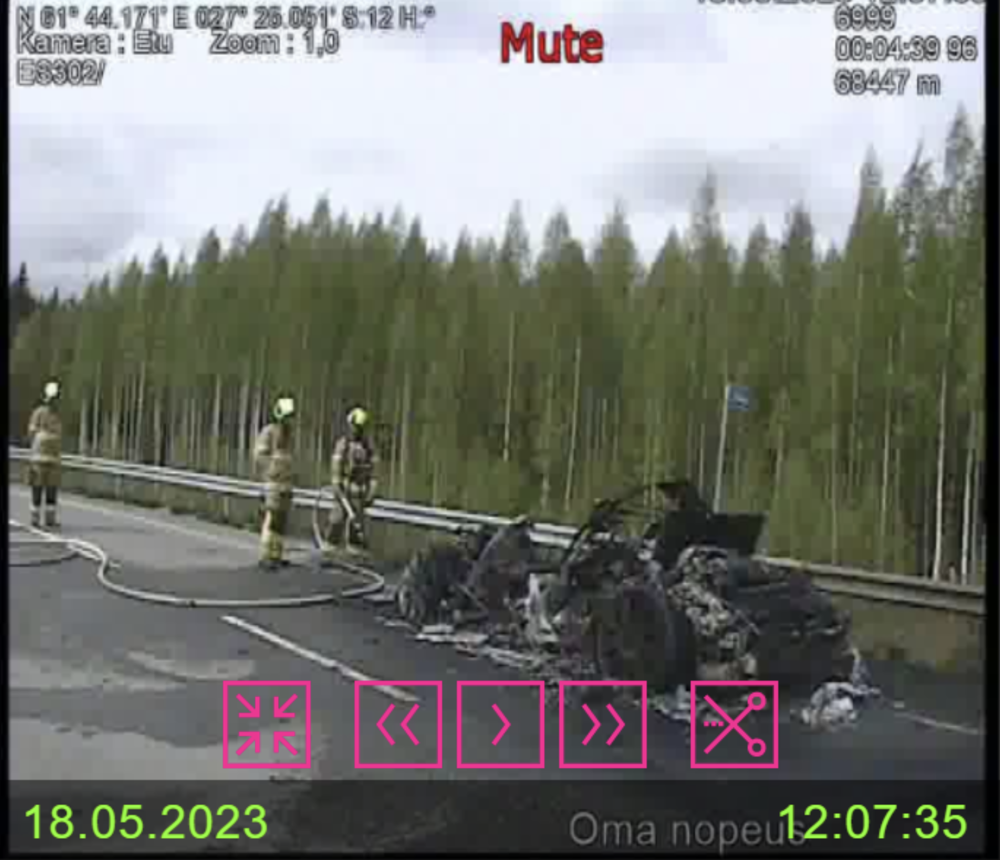 N 61° 44.171' E 027° 26.051' S:12 H:°
Kamera : Etu Zoom : 1,0
ES302/
Mute
6999
00:04:39 96
68447 m
18.05.2023
Oma nopeus
12:07:35